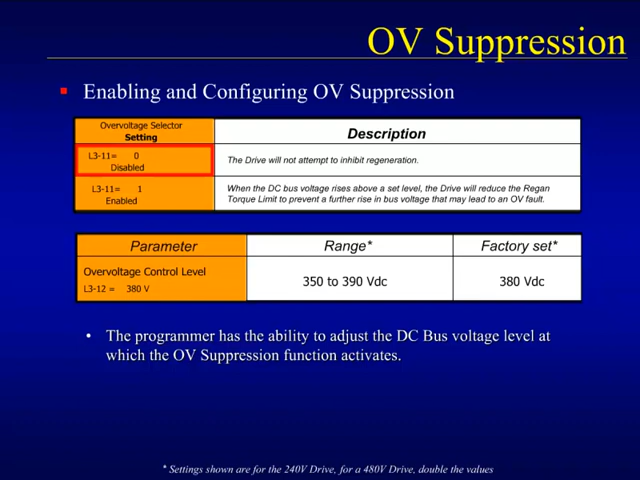 OV Suppression
Enabling and Configuring OV Suppression
Overvoltage Selector
Setting
Description
L3-11= 0
Disabled
The Drive will not attempt to inhibit regeneration.
L3-11= 1
Enabled
When the DC bus voltage rises above a set level, the Drive will reduce the Regan
Torque Limit to prevent a further rise in bus voltage that may lead to an OV fault.
Parameter Range* Factory set*
Overvoltage Control Level
L3-12 = 380 V
350 to 390 Vdc
380 Vdc
• The programmer has the ability to adjust the DC Bus voltage level at
which the OV Suppression function activates.
* Settings shown are for the 240V Drive, for a 480V Drive, double the values